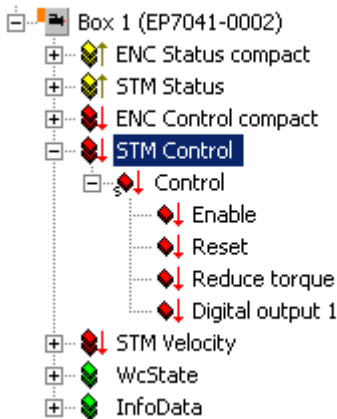 Box 1 (EP7041-0002)
ENC Status compact
STM Status
ENC Control compact
STM Control
s Control
Enable
Reset
Reduce torque
Digital output 1
STM Velocity
WcState
InfoData